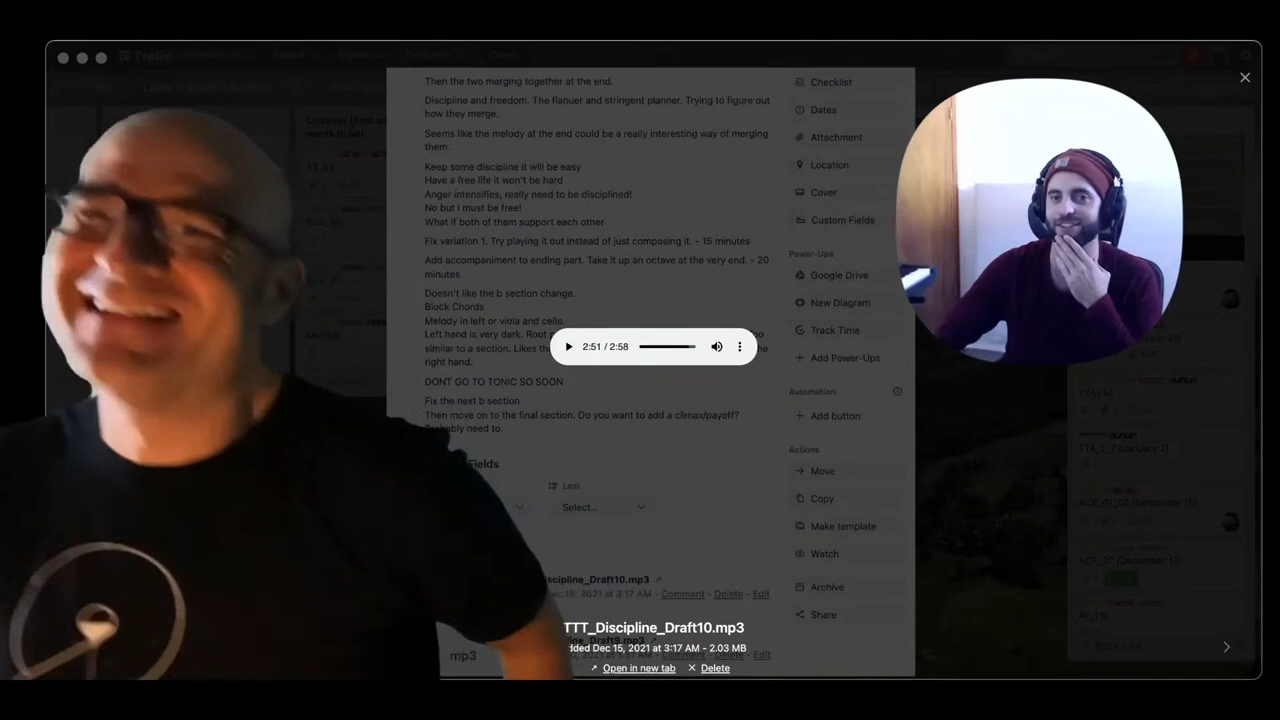 Trello
Then the two merging together at the end.
Discipline and freedom. The flanuer and stringent planner. Trying to figure out
how they merge.
Seems like the melody at the end could be a really interesting way of merging
them.
Keep some discipline it will be easy
Have a free life it won't be hard
Anger intensifies, really need to be disciplined!
No but I must be free!
What if both of them support each other
Fix variation 1. Try playing it out instead of just composing it. - 15 minutes
Add accompaniment to ending part. Take it up an octave at the very end. - 20
minutes
Doesn't like the b section change.
Block Chords
Melody in left or viola and cello.
Left hand is very dark. Root
similar to a section. Likes
right hand.
DONT GO TO TONIC SO SOON
Fix the next b section
Then move on to the final section. Do you want to add a climax/payoff?
Probably need to.
Fields
Last
Select...
2:51 / 2:58
scipline_Draft10.mp3
Dec 15, 2021 at 3:17 AM - Comment - Delete - Edit
TTT_Discipline_Draft10.mp3
dded Dec 15, 2021 at 3:17 AM - 2.03 MB
Open in new tab
Delete
mp3
Comment - Delete - Edit
Checklist
Dates
Attachment
Location
Cover
Custom Fields
Power-Ups
Google Drive
New Diagram
Track Time
Add Power-Ups
Automation
Add button
Actions
Move
Copy
Make template
Watch
Archive
Share